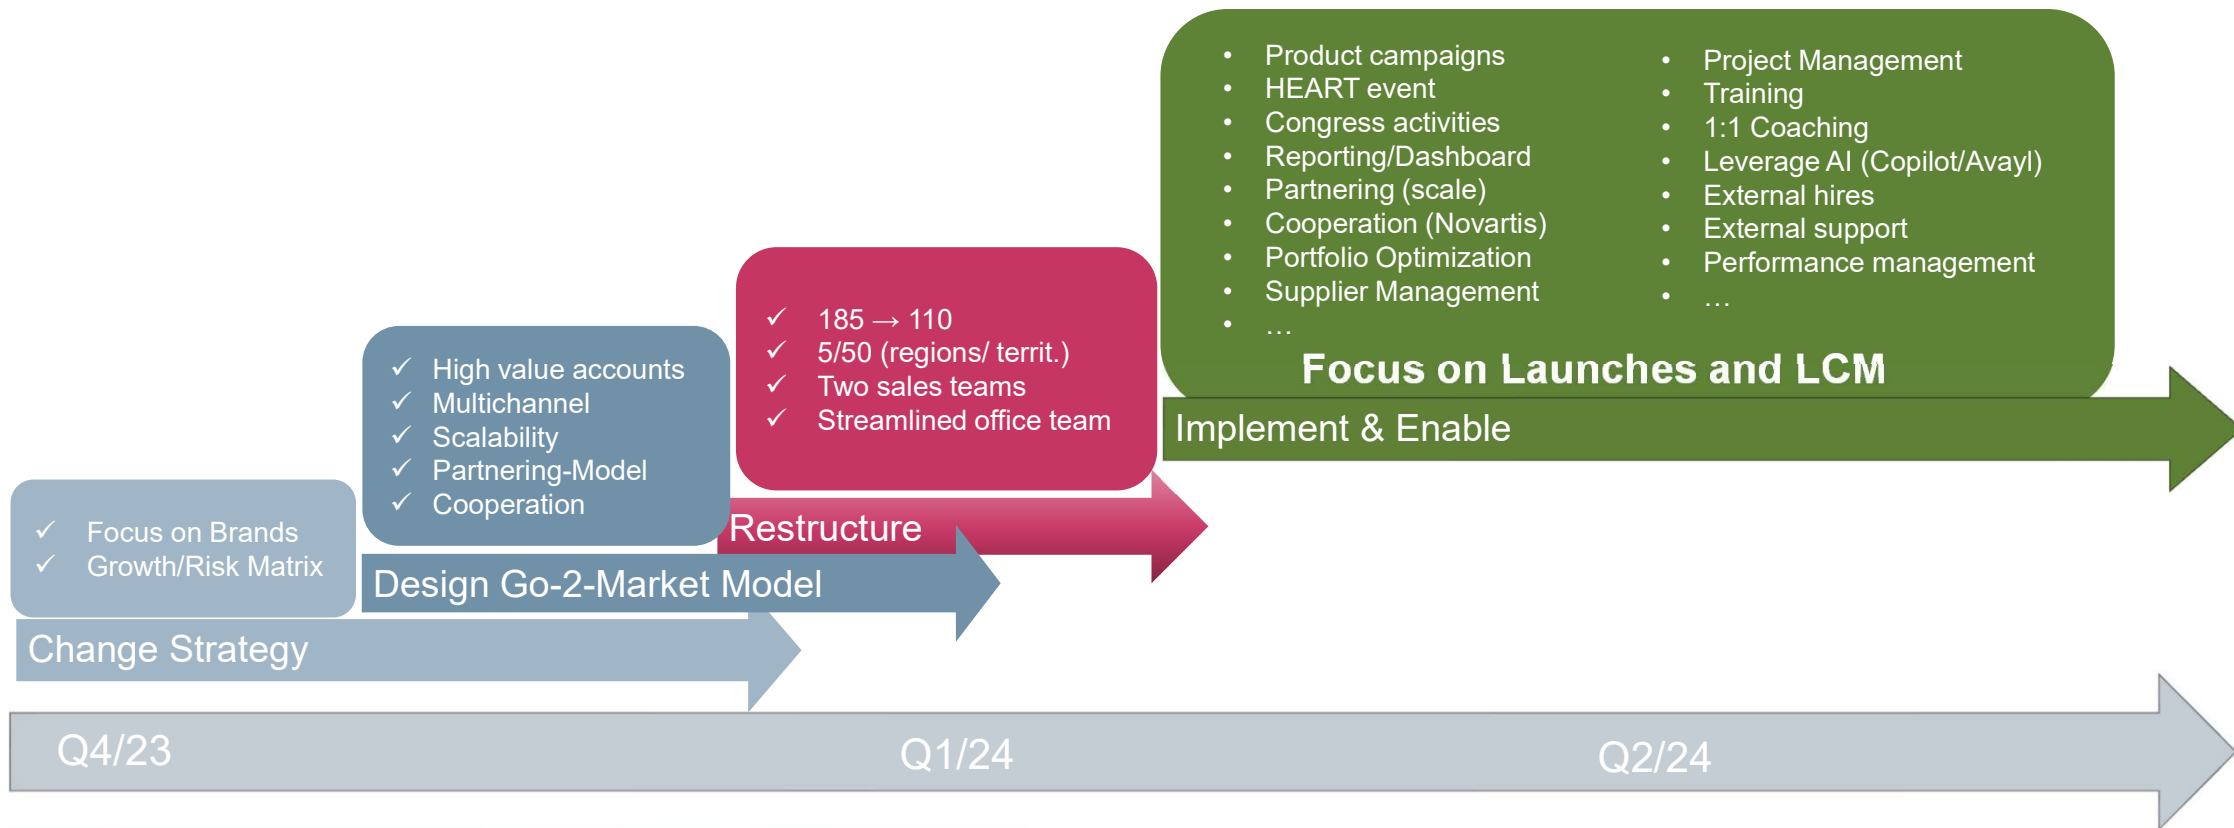 • Product campaigns
• HEART event
• Congress activities
• Reporting/Dashboard
• Partnering (scale)
• Cooperation (Novartis)
• Portfolio Optimization
• Supplier Management
• …
• Project Management
• Training
• 1:1 Coaching
• Leverage AI (Copilot/Avayl)
• External hires
• External support
• Performance management
• …
Focus on Launches and LCM
Implement & Enable
✓ 185 → 110
✓ 5/50 (regions/ territ.)
✓ Two sales teams
✓ Streamlined office team
Restructure
✓ High value accounts
✓ Multichannel
✓ Scalability
✓ Partnering-Model
✓ Cooperation
Design Go-2-Market Model
✓ Focus on Brands
✓ Growth/Risk Matrix
Change Strategy
Q4/23
Q1/24
Q2/24